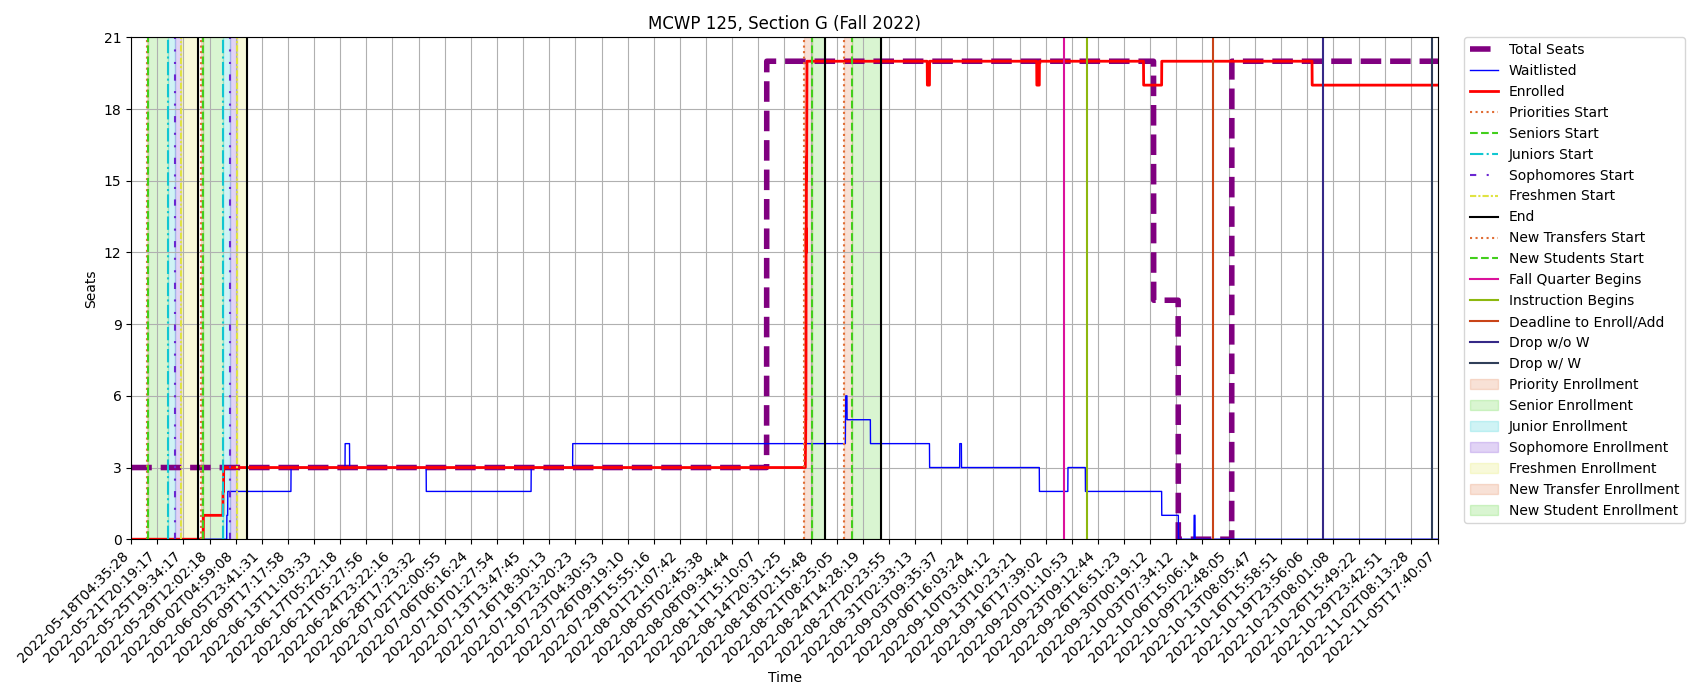 MCWP 125, Section G (Fall 2022)
21
18
15
12
9
6
3
0
Seats
2022-05-18T04:35:28
2022-05-21T20:19:17
2022-05-25T19:34:17
2022-05-29T12:02:18
2022-06-02T04:59:08
2022-06-05T23:41:31
2022-06-09T17:17:58
2022-06-13T11:03:33
2022-06-17T05:22:18
2022-06-21T05:27:56
2022-06-24T23:22:16
2022-06-28T17:23:32
2022-07-02T12:00:55
2022-07-06T06:16:24
2022-07-10T01:27:54
2022-07-13T13:47:45
2022-07-16T18:30:13
2022-07-19T23:20:23
2022-07-23T04:30:53
2022-07-26T09:19:10
2022-07-29T15:55:16
2022-08-01T21:07:42
2022-08-05T02:45:38
2022-08-08T09:34:44
2022-08-11T15:10:07
2022-08-14T20:31:25
2022-08-18T02:15:48
2022-08-21T08:25:05
2022-08-24T14:28:19
2022-08-27T20:23:55
2022-08-31T02:33:13
2022-09-03T09:35:37
2022-09-06T16:03:24
2022-09-10T03:04:12
2022-09-13T10:23:21
2022-09-16T17:39:02
2022-09-20T01:10:53
2022-09-23T09:12:44
2022-09-26T16:51:23
2022-09-30T00:19:12
2022-10-03T07:34:12
2022-10-06T15:06:14
2022-10-09T22:48:05
2022-10-13T08:05:47
2022-10-16T15:58:51
2022-10-19T23:56:06
2022-10-23T08:01:08
2022-10-26T15:49:22
2022-10-29T23:42:51
2022-11-02T08:13:28
2022-11-05T17:40:07
Time
Total Seats
Waitlisted
Enrolled
Priorities Start
Seniors Start
Juniors Start
Sophomores Start
Freshmen Start
End
New Transfers Start
New Students Start
Fall Quarter Begins
Instruction Begins
Deadline to Enroll/Add
Drop w/o W
Drop w/ W
Priority Enrollment
Senior Enrollment
Junior Enrollment
Sophomore Enrollment
Freshmen Enrollment
New Transfer Enrollment
New Student Enrollment